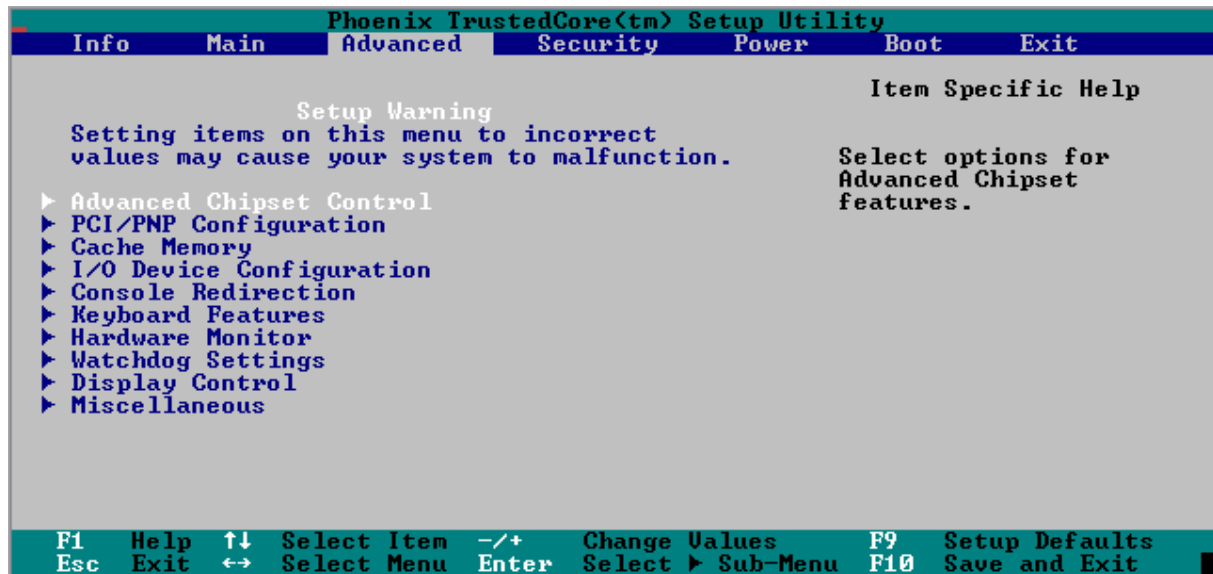 Phoenix TrustedCore(tm) Setup Utility
Info Main Advanced Security Power Boot Exit
Setup Warning
Setting items on this menu to incorrect
values may cause your system to malfunction.
▶ Advanced Chipset Control
▶ PCI/PNP Configuration
▶ Cache Memory
▶ I/O Device Configuration
▶ Console Redirection
▶ Keyboard Features
▶ Hardware Monitor
▶ Watchdog Settings
▶ Display Control
▶ Miscellaneous
Item Specific Help
Select options for
Advanced Chipset
features.
F1 Help ↑↓ Select Item -/+ Change Values F9 Setup Defaults
Esc Exit ↔ Select Menu Enter Select ▶ Sub-Menu F10 Save and Exit